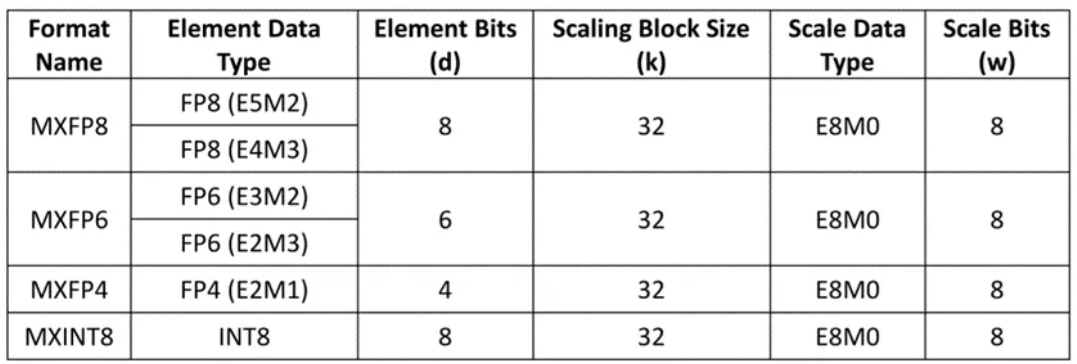 Format Name Element Data Type Element Bits (d) Scaling Block Size (k) Scale Data Type Scale Bits (w)
MXFP8 FP8 (E5M2) 8 32 E8M0 8
FP8 (E4M3)
MXFP6 FP6 (E3M2) 6 32 E8M0 8
FP6 (E2M3)
MXFP4 FP4 (E2M1) 4 32 E8M0 8
MXINT8 INT8 8 32 E8M0 8